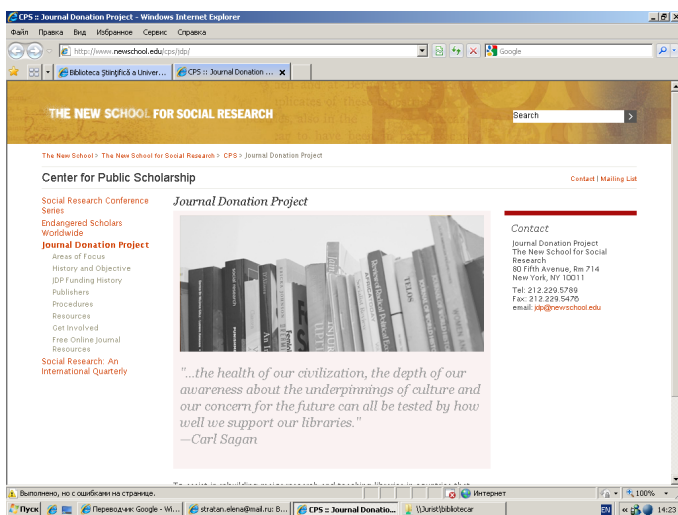 CPS :: Journal Donation Project - Windows Internet Explorer
Файл Правка Вид Избранное Сервис Справка
http://www.newschool.edu/cps/jdp/
Google
Biblioteca Ştiinţifică a Univer...
CPS :: Journal Donation ...
THE NEW SCHOOL FOR SOCIAL RESEARCH
Search
The New School > The New School for Social Research > CPS > Journal Donation Project
Center for Public Scholarship
Contact | Mailing List
Social Research Conference
Series
Endangered Scholars
Worldwide
Journal Donation Project
Areas of Focus
History and Objective
JDP Funding History
Publishers
Procedures
Resources
Get Involved
Free Online Journal
Resources
Social Research: An
International Quarterly
Journal Donation Project
social research
TELOS
Review of Radical Political Eco
"...the health of our civilization, the depth of our
awareness about the underpinnings of culture and
our concern for the future can all be tested by how
well we support our libraries."
—Carl Sagan
Contact
Journal Donation Project
The New School for Social
Research
80 Fifth Avenue, Rm 714
New York, NY 10011
Tel: 212.229.5789
Fax: 212.229.5476
email: jdp@newschool.edu
Выполнено, но с ошибками на странице.
Интернет
100%
Пуск
Переводчик Google - Wi...
stratan.elena@mail.ru: В...
CPS :: Journal Donatio...
\\Jurist\bibliotecar
EN
14:23